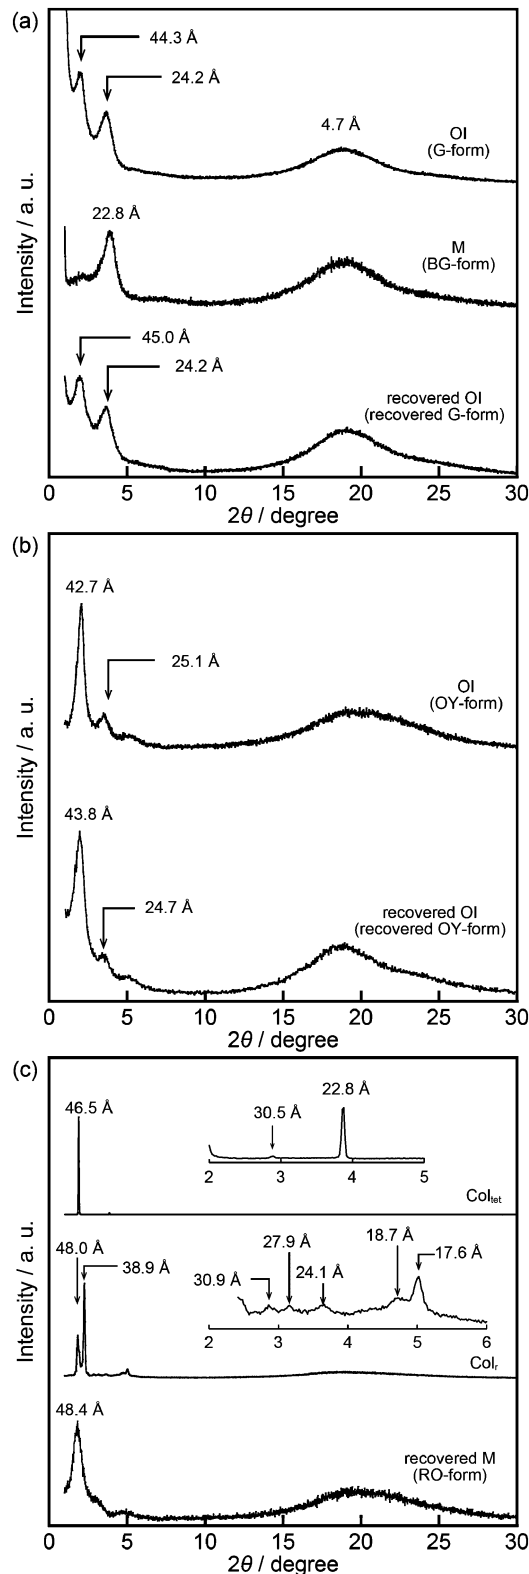 (a)
44.3 Å
24.2 Å
4.7 Å
OI
(G-form)
22.8 Å
M
(BG-form)
45.0 Å
24.2 Å
recovered OI
(recovered G-form)
Intensity / a. u.
0 5 10 15 20 25 30
2θ / degree
(b)
42.7 Å
25.1 Å
OI
(OY-form)
43.8 Å
24.7 Å
recovered OI
(recovered OY-form)
Intensity / a. u.
0 5 10 15 20 25 30
2θ / degree
(c)
46.5 Å
30.5 Å
22.8 Å
2 3 4 5
Col_tet
48.0 Å
38.9 Å
30.9 Å
27.9 Å
24.1 Å
18.7 Å
17.6 Å
2 3 4 5 6
Col_r
48.4 Å
recovered M
(RO-form)
Intensity / a. u.
0 5 10 15 20 25 30
2θ / degree